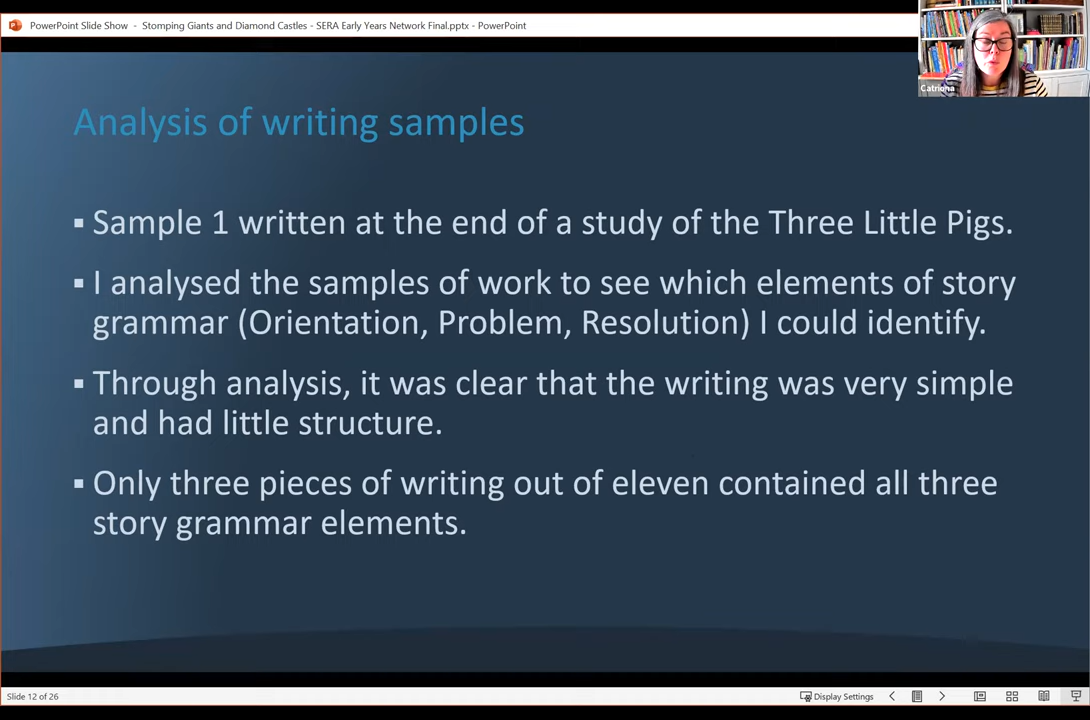 PowerPoint Slide Show - Stomping Giants and Diamond Castles - SERA Early Years Network Final.pptx - PowerPoint
Catriona
Analysis of writing samples
▪ Sample 1 written at the end of a study of the Three Little Pigs.
▪ I analysed the samples of work to see which elements of story
grammar (Orientation, Problem, Resolution) I could identify.
▪ Through analysis, it was clear that the writing was very simple
and had little structure.
▪ Only three pieces of writing out of eleven contained all three
story grammar elements.
Slide 12 of 26
Display Settings